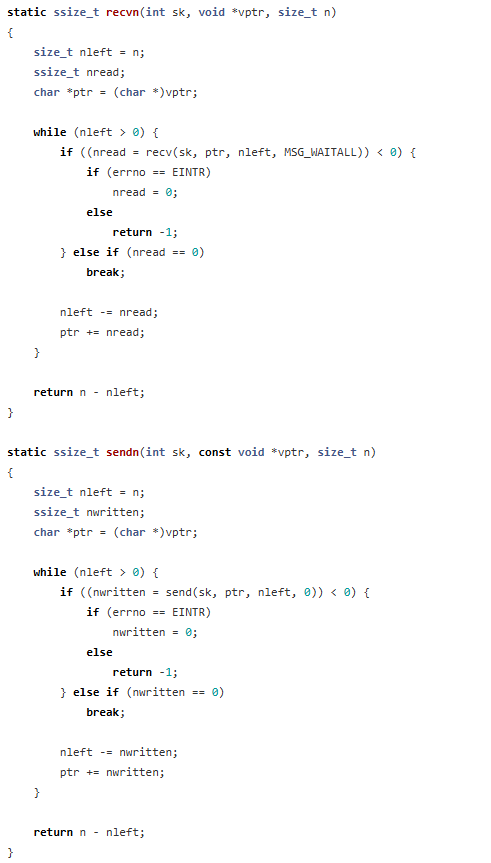 static ssize_t recvn(int sk, void *vptr, size_t n)
{
    size_t nleft = n;
    ssize_t nread;
    char *ptr = (char *)vptr;

    while (nleft > 0) {
        if ((nread = recv(sk, ptr, nleft, MSG_WAITALL)) < 0) {
            if (errno == EINTR)
                nread = 0;
            else
                return -1;
        } else if (nread == 0)
            break;

        nleft -= nread;
        ptr += nread;
    }

    return n - nleft;
}

static ssize_t sendn(int sk, const void *vptr, size_t n)
{
    size_t nleft = n;
    ssize_t nwritten;
    char *ptr = (char *)vptr;

    while (nleft > 0) {
        if ((nwritten = send(sk, ptr, nleft, 0)) < 0) {
            if (errno == EINTR)
                nwritten = 0;
            else
                return -1;
        } else if (nwritten == 0)
            break;

        nleft -= nwritten;
        ptr += nwritten;
    }

    return n - nleft;
}